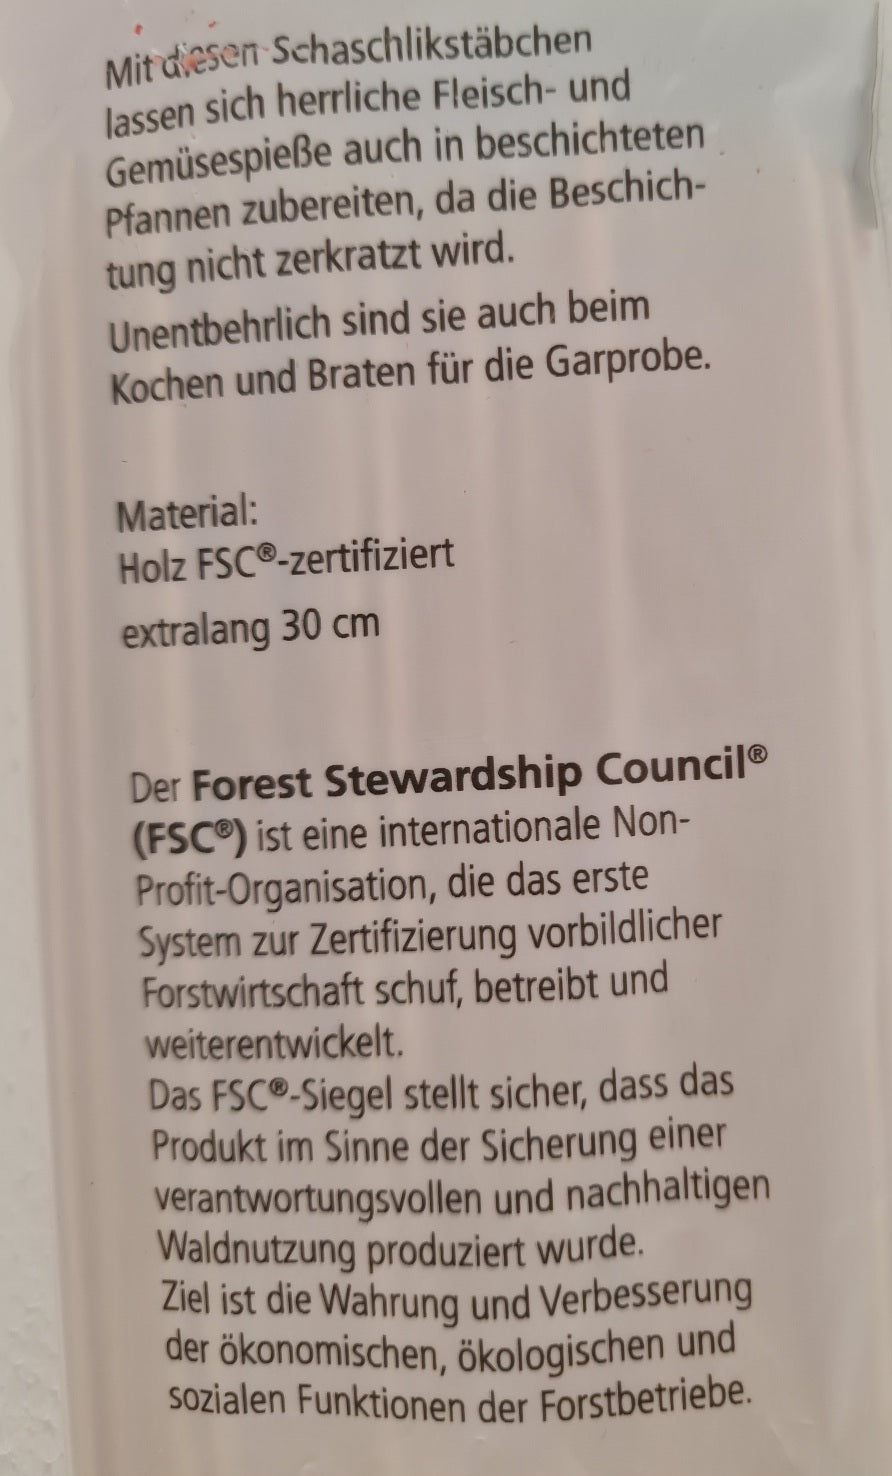 Mit diesen Schaschlikstäbchen
lassen sich herrliche Fleisch- und
Gemüsespieße auch in beschichteten
Pfannen zubereiten, da die Beschich-
tung nicht zerkratzt wird.
Unentbehrlich sind sie auch beim
Kochen und Braten für die Garprobe.
Material:
Holz FSC®-zertifiziert
extralang 30 cm
Der Forest Stewardship Council®
(FSC®) ist eine internationale Non-
Profit-Organisation, die das erste
System zur Zertifizierung vorbildlicher
Forstwirtschaft schuf, betreibt und
weiterentwickelt.
Das FSC®-Siegel stellt sicher, dass das
Produkt im Sinne der Sicherung einer
verantwortungsvollen und nachhaltigen
Waldnutzung produziert wurde.
Ziel ist die Wahrung und Verbesserung
der ökonomischen, ökologischen und
sozialen Funktionen der Forstbetriebe.